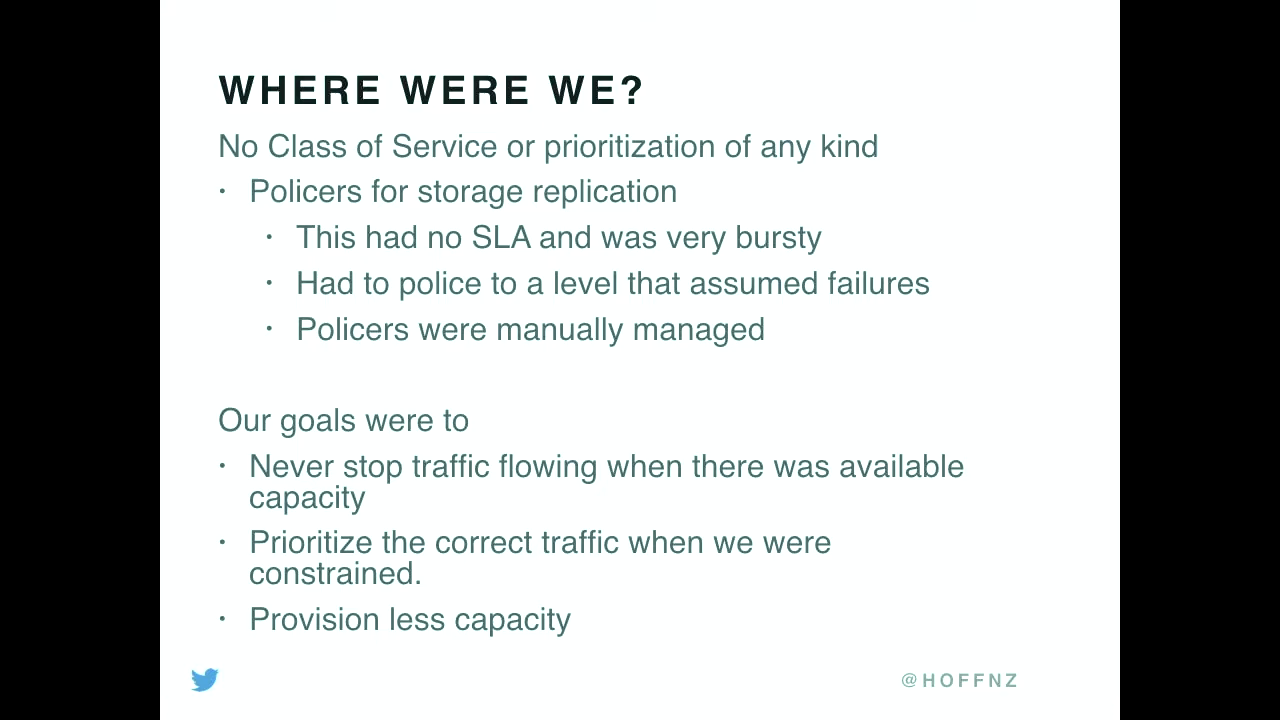 WHERE WERE WE?
No Class of Service or prioritization of any kind
· Policers for storage replication
· This had no SLA and was very bursty
· Had to police to a level that assumed failures
· Policers were manually managed
Our goals were to
· Never stop traffic flowing when there was available
capacity
· Prioritize the correct traffic when we were
constrained.
· Provision less capacity
@HOFFNZ